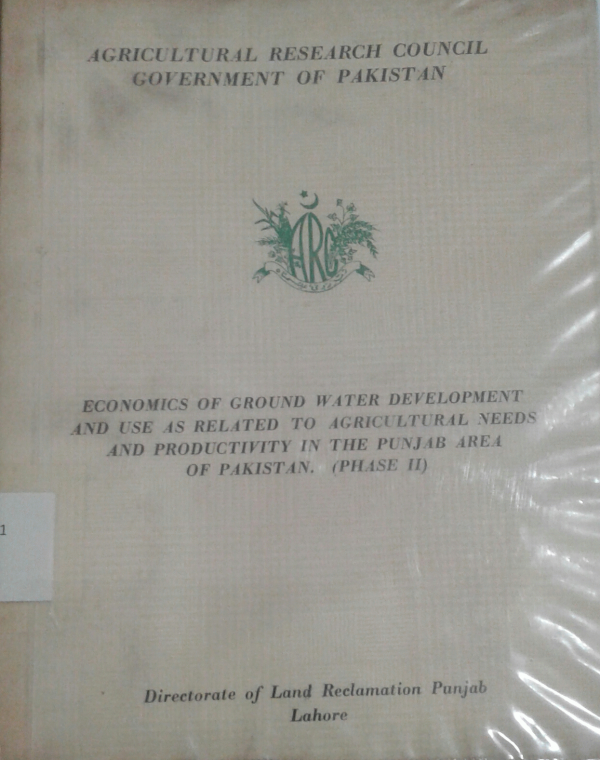 AGRICULTURAL RESEARCH COUNCIL
GOVERNMENT OF PAKISTAN
ARC
ECONOMICS OF GROUND WATER DEVELOPMENT
AND USE AS RELATED TO AGRICULTURAL NEEDS
AND PRODUCTIVITY IN THE PUNJAB AREA
OF PAKISTAN. (PHASE II)
1
Directorate of Land Reclamation Punjab
Lahore